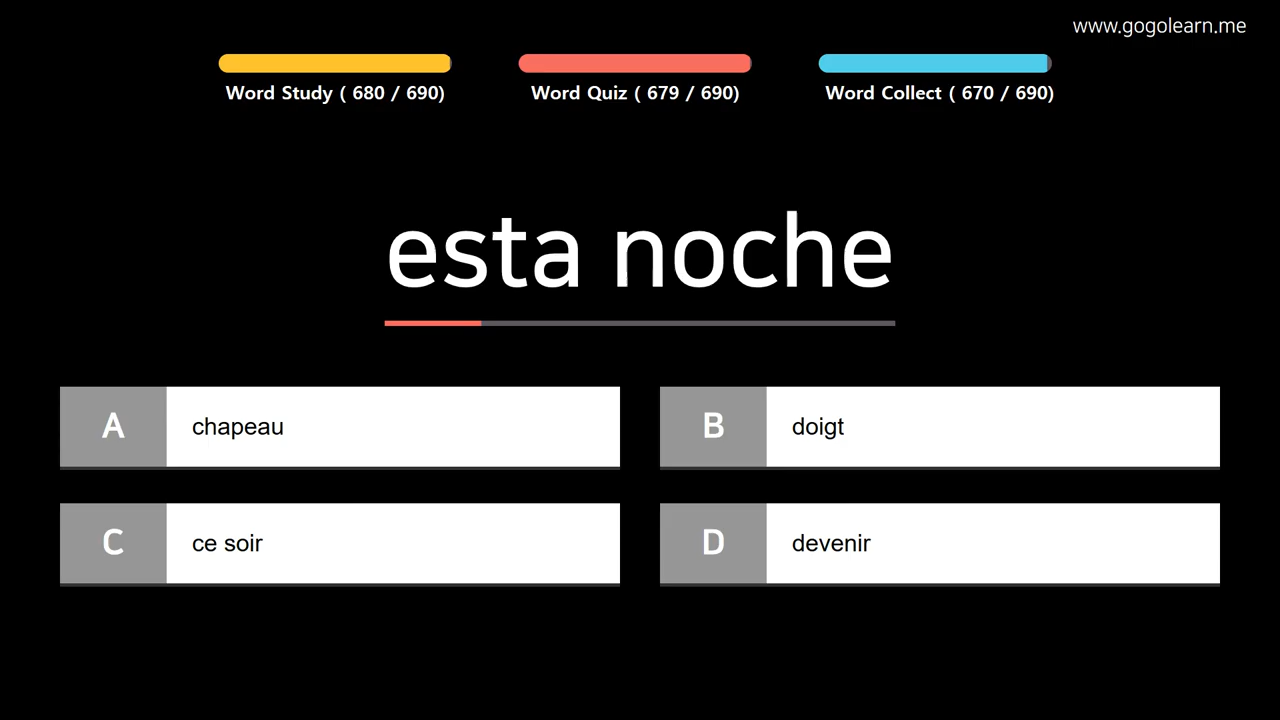 www.gogolearn.me
Word Study ( 680 / 690)
Word Quiz ( 679 / 690)
Word Collect ( 670 / 690)
esta noche
A
chapeau
B
doigt
C
ce soir
D
devenir